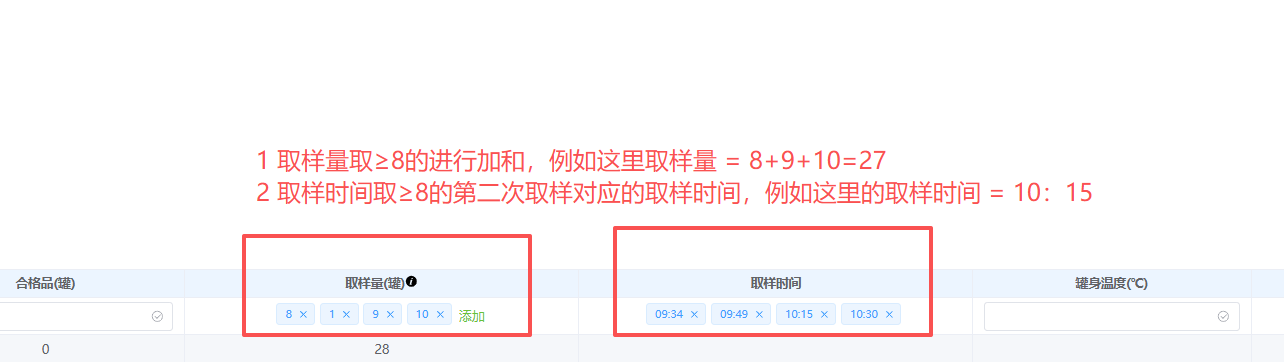 1 取样量取≥8的进行加和，例如这里取样量 = 8+9+10=27
2 取样时间取≥8的第二次取样对应的取样时间，例如这里的取样时间 = 10：15
合格品(罐) 取样量(罐) 取样时间 罐身温度(℃)
8 × 1 × 9 × 10 × 添加 09:34 × 09:49 × 10:15 × 10:30 ×
0 28